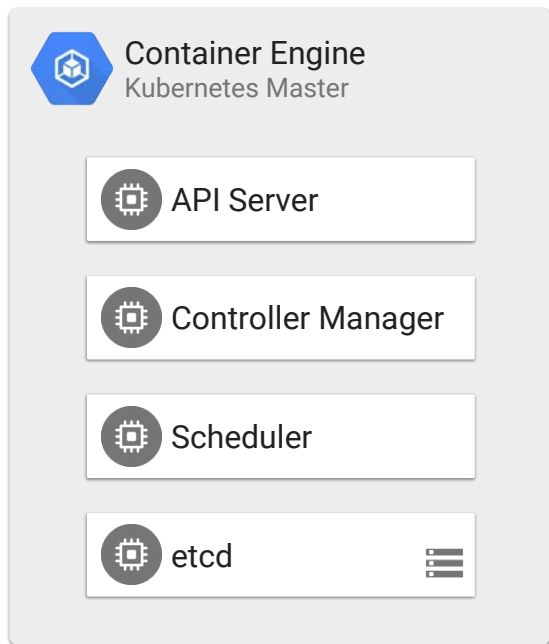 Container Engine
Kubernetes Master
API Server
Controller Manager
Scheduler
etcd